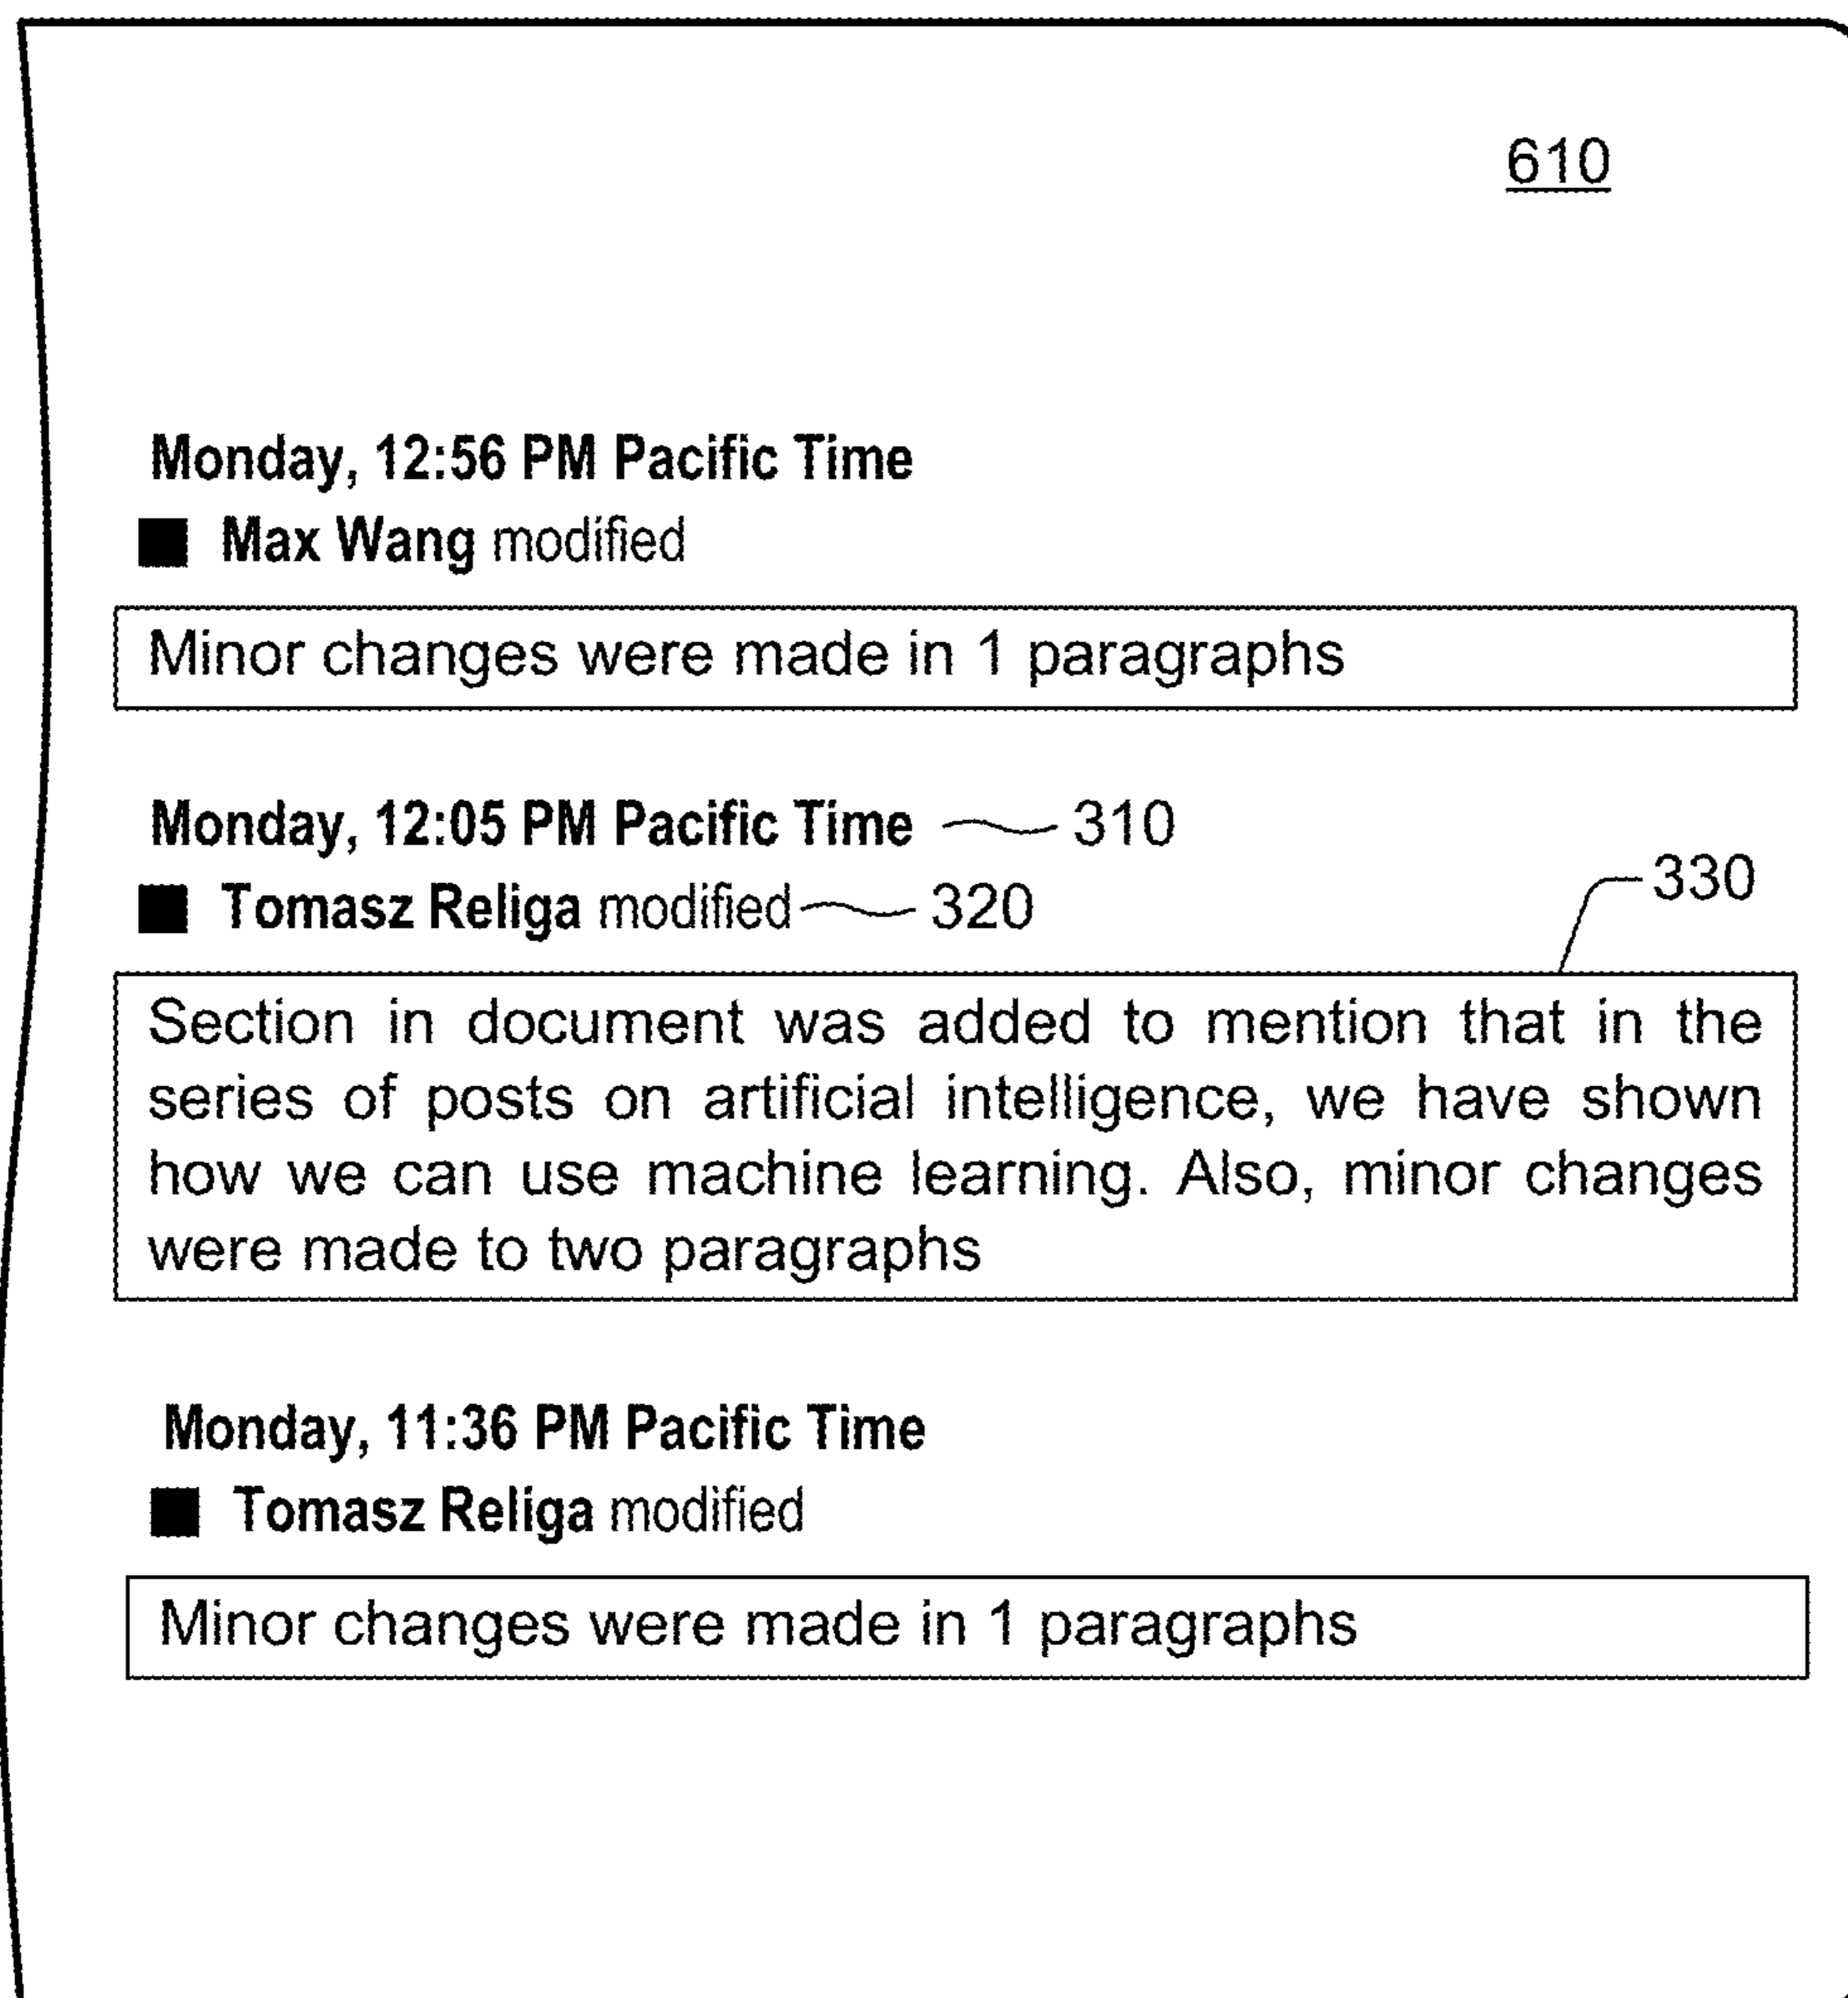 610
Monday, 12:56 PM Pacific Time
Max Wang modified
Minor changes were made in 1 paragraphs
Monday, 12:05 PM Pacific Time 310
Tomasz Religa modified 320
330
Section in document was added to mention that in the
series of posts on artificial intelligence, we have shown
how we can use machine learning. Also, minor changes
were made to two paragraphs
Monday, 11:36 PM Pacific Time
Tomasz Religa modified
Minor changes were made in 1 paragraphs